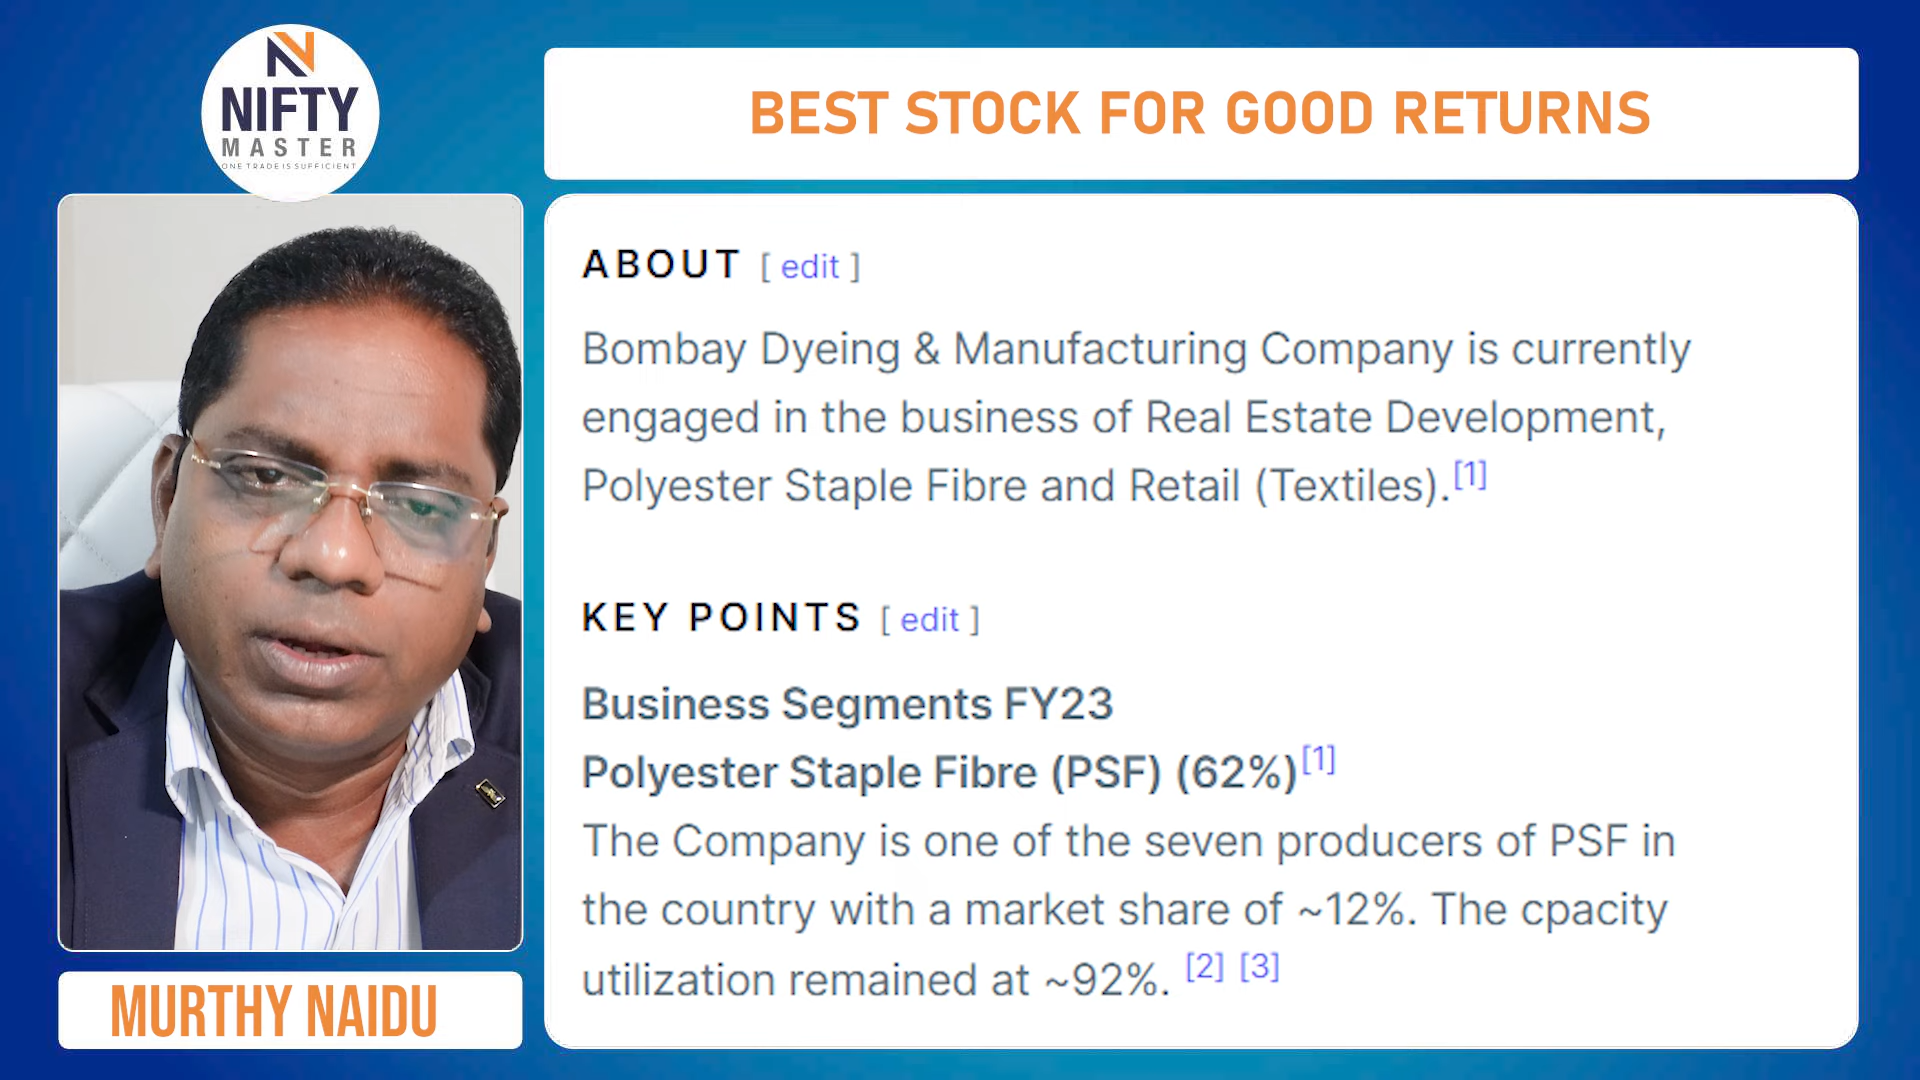 NIFTY
MASTER
ONE TRADE IS SUFFICIENT
BEST STOCK FOR GOOD RETURNS
ABOUT [ edit ]
Bombay Dyeing & Manufacturing Company is currently
engaged in the business of Real Estate Development,
Polyester Staple Fibre and Retail (Textiles).[1]
KEY POINTS [ edit ]
Business Segments FY23
Polyester Staple Fibre (PSF) (62%)[1]
The Company is one of the seven producers of PSF in
the country with a market share of ~12%. The cpacity
utilization remained at ~92%. [2] [3]
MURTHY NAIDU